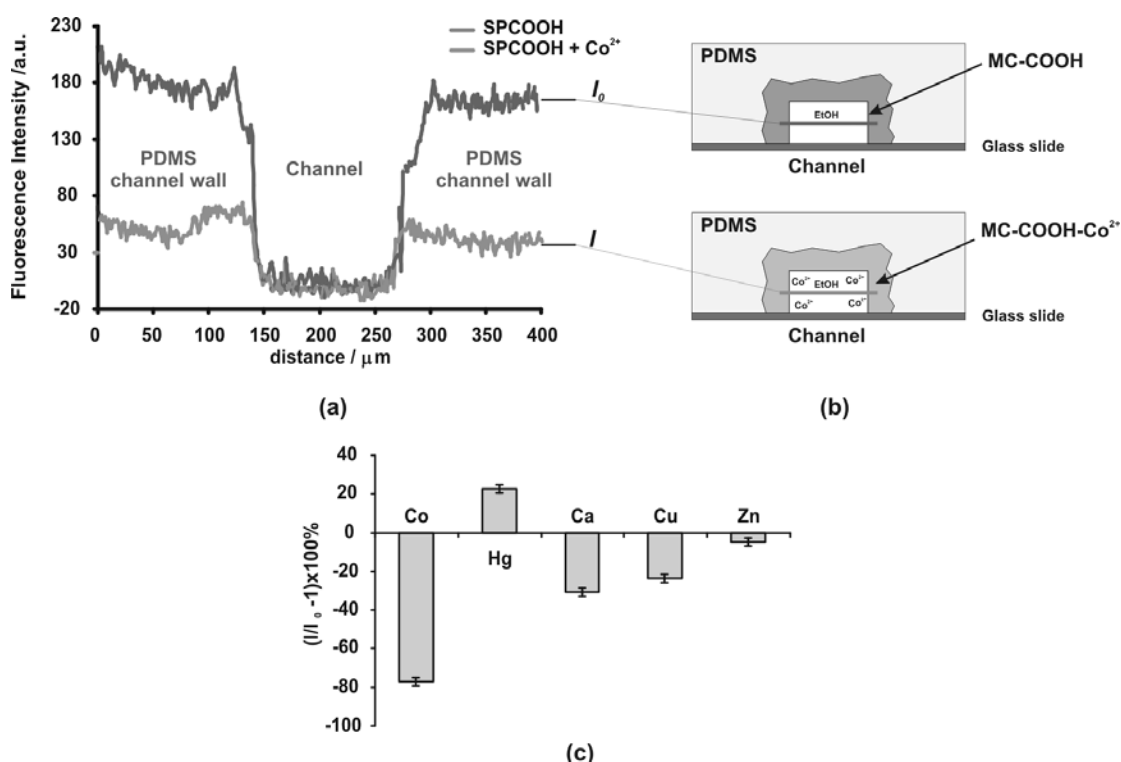 230
180
130
80
30
-20
Fluorescence Intensity /a.u.
SPCOOH
SPCOOH + Co²⁺
PDMS
channel wall
Channel
PDMS
channel wall
I₀
I
0 50 100 150 200 250 300 350 400
distance / μm
(a)
PDMS
MC-COOH
EtOH
Glass slide
Channel
PDMS
MC-COOH-Co²⁺
Co²⁺ EtOH Co²⁺
Co²⁺ Co²⁺
Glass slide
Channel
(b)
40
20
0
-20
-40
-60
-80
-100
(I/I₀ -1)x100%
Co Ca Cu Zn
Hg
(c)